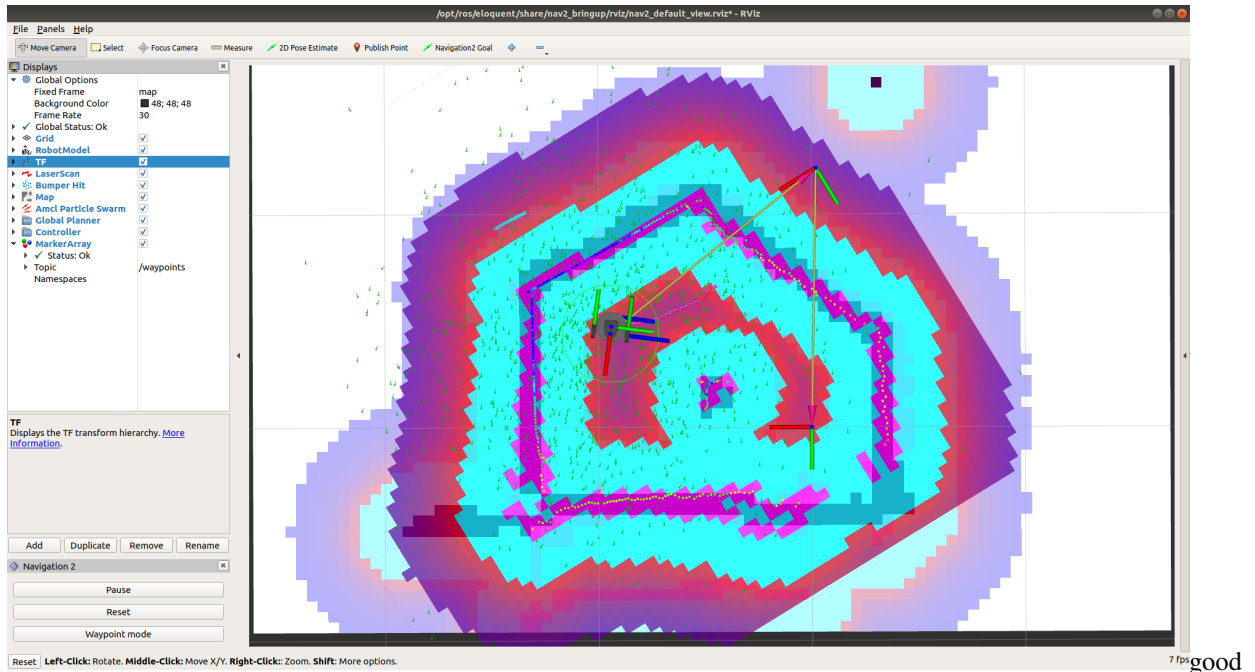 /opt/ros/eloquent/share/nav2_bringup/rviz/nav2_default_view.rviz* - RViz
File Panels Help
Move Camera Select Focus Camera Measure 2D Pose Estimate Publish Point Navigation2 Goal
Displays
Global Options
Fixed Frame map
Background Color 48; 48; 48
Frame Rate 30
Global Status: Ok
Grid
RobotModel
TF
LaserScan
Bumper Hit
Map
Amcl Particle Swarm
Global Planner
Controller
MarkerArray
Status: Ok
Topic /waypoints
Namespaces
TF
Displays the TF transform hierarchy. More
Information.
Add Duplicate Remove Rename
Navigation 2
Pause
Reset
Waypoint mode
Reset Left-Click: Rotate. Middle-Click: Move X/Y. Right-Click:: Zoom. Shift: More options. 7 fps
good